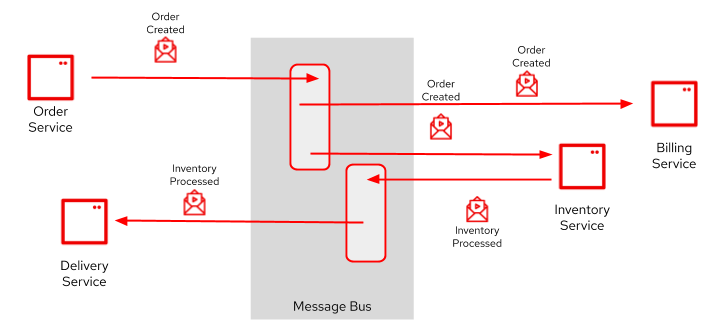 Order
Created
Order
Service
Order
Created
Order
Created
Billing
Service
Inventory
Processed
Inventory
Service
Inventory
Processed
Delivery
Service
Message Bus